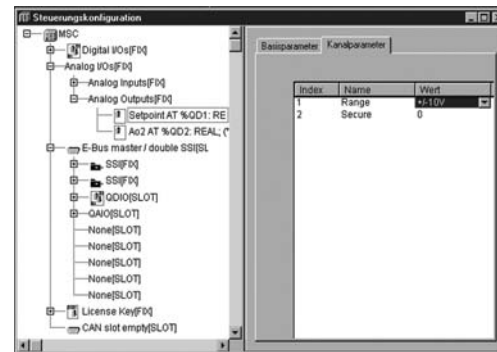 Steuerungskonfiguration
MSC
Digital I/Os[FIX]
Analog I/Os[FIX]
Analog Inputs[FIX]
Analog Outputs[FIX]
Setpoint AT %QD1: RE
Ao2 AT %QD2: REAL; (*
E-Bus master / double SSI[SL
SSI[FIX]
SSI[FIX]
QDIO[SLOT]
QAIO[SLOT]
None[SLOT]
None[SLOT]
None[SLOT]
None[SLOT]
None[SLOT]
License Key[FIX]
CAN slot empty[SLOT]
Basisparameter Kanalparameter
Index Name Wert
1 Range +/-10V
2 Secure 0